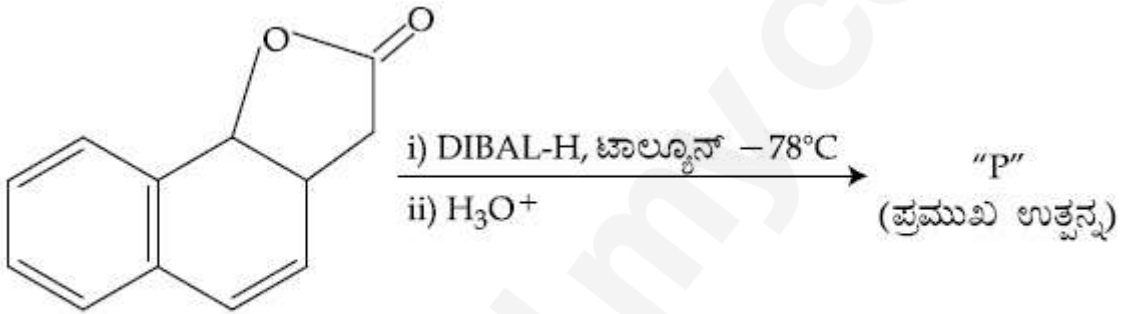 O
O
i) DIBAL-H, ಟಾಲ್ಯೂನ್ −78°C
ii) H₃O⁺
"P"
(ಪ್ರಮುಖ ಉತ್ಪನ್ನ)